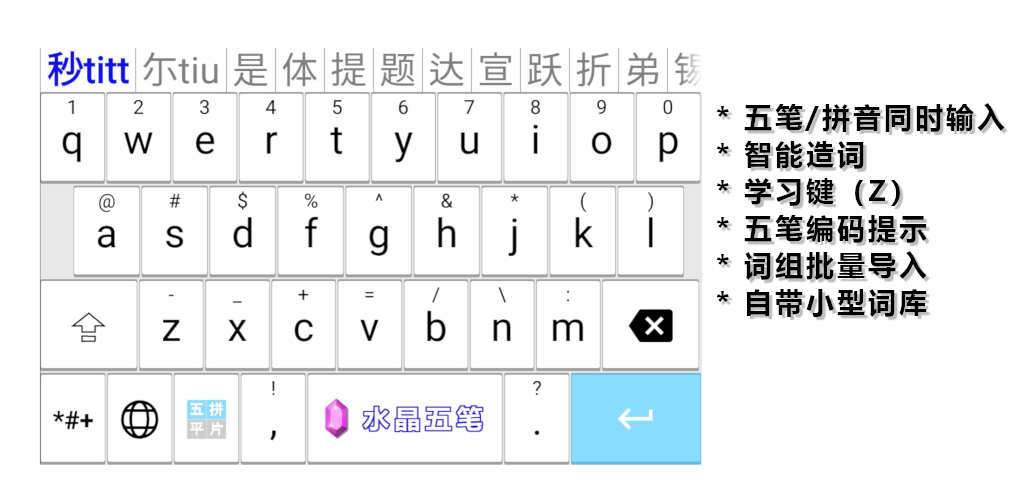 秒titt 尔tiu 是 体 提 题 达 宣 跃 折 弟 锡
1 2 3 4 5 6 7 8 9 0
q w e r t y u i o p
@ # $ % ^ & * ( )
a s d f g h j k l
- _ + = / \ :
z x c v b n m
! ?
*#+ 五拼 , 水晶五笔 .
平片
* 五笔/拼音同时输入
* 智能造词
* 学习键（Z）
* 五笔编码提示
* 词组批量导入
* 自带小型词库